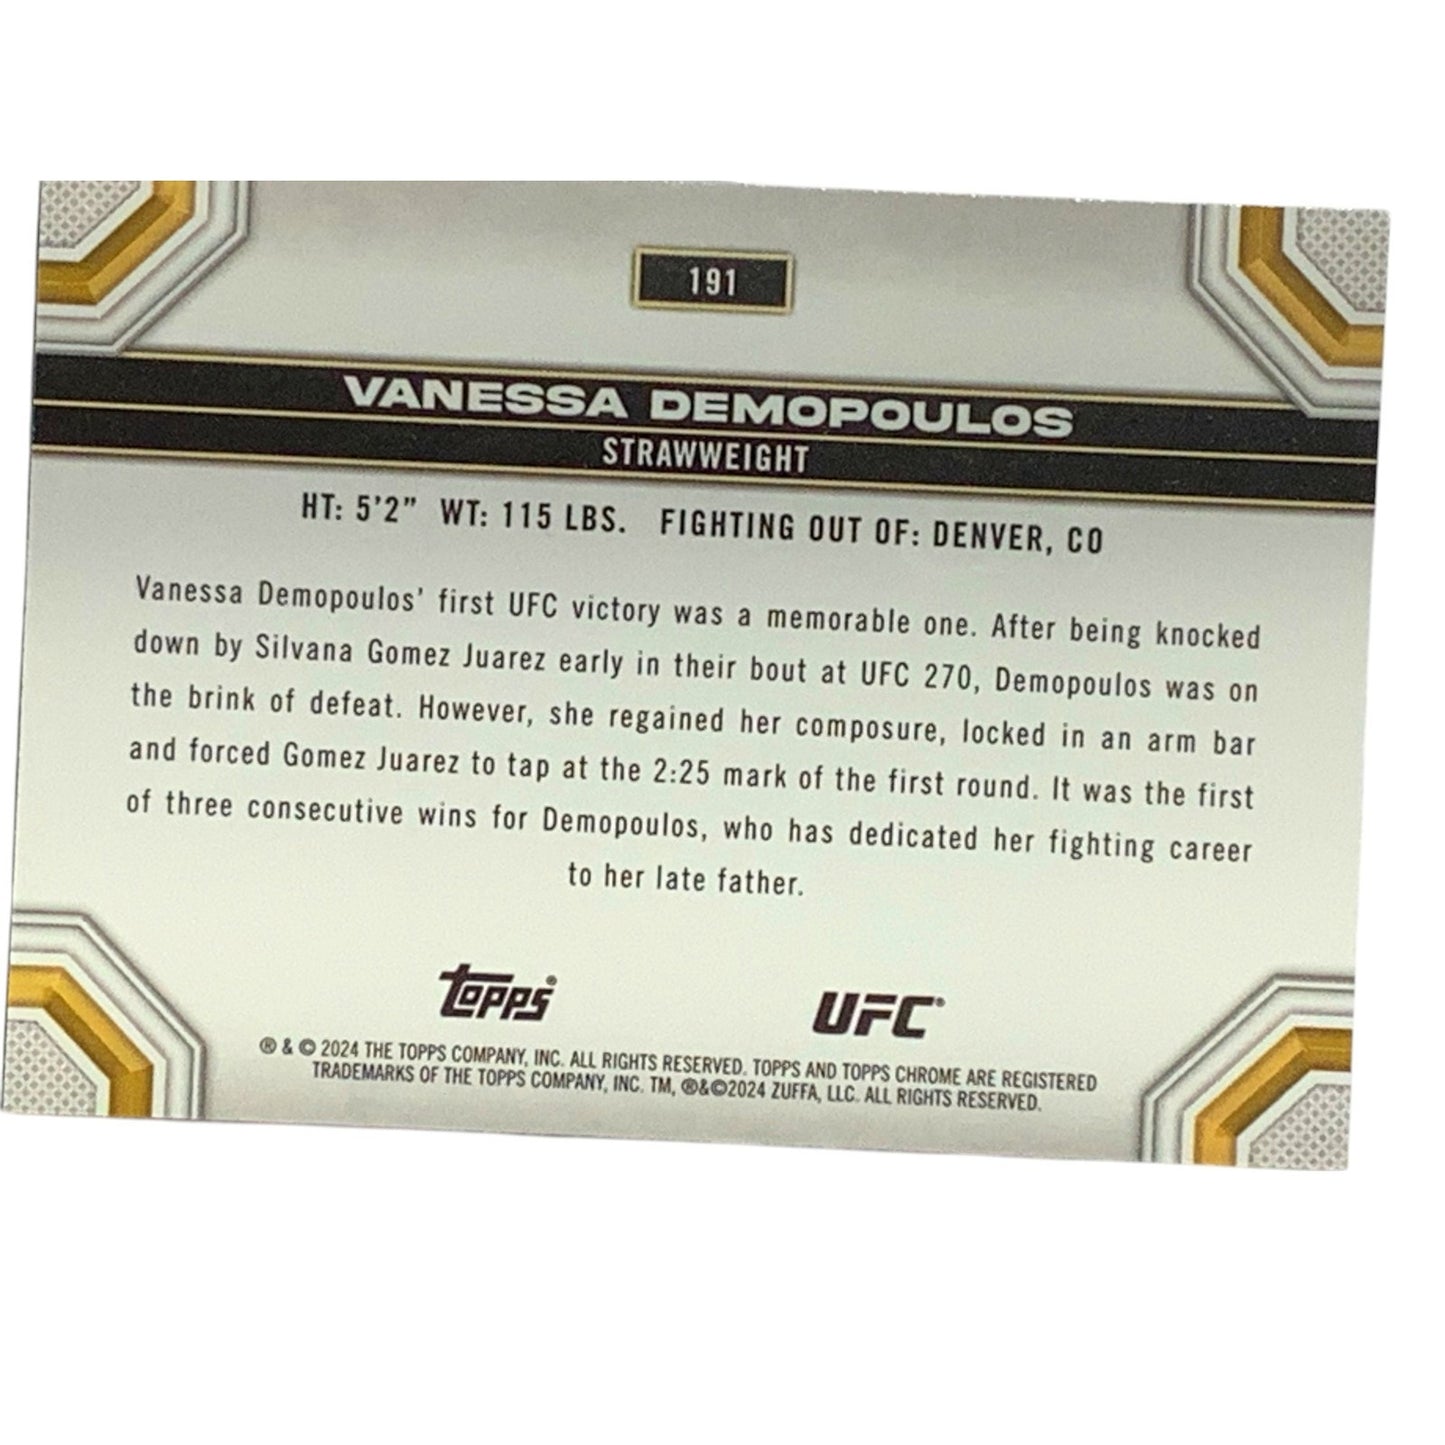 191
VANESSA DEMOPOULOS
STRAWWEIGHT
HT: 5'2" WT: 115 LBS. FIGHTING OUT OF: DENVER, CO
Vanessa Demopoulos' first UFC victory was a memorable one. After being knocked
down by Silvana Gomez Juarez early in their bout at UFC 270, Demopoulos was on
the brink of defeat. However, she regained her composure, locked in an arm bar
and forced Gomez Juarez to tap at the 2:25 mark of the first round. It was the first
of three consecutive wins for Demopoulos, who has dedicated her fighting career
to her late father.
topps® UFC®
® & © 2024 THE TOPPS COMPANY, INC. ALL RIGHTS RESERVED. TOPPS AND TOPPS CHROME ARE REGISTERED
TRADEMARKS OF THE TOPPS COMPANY, INC. TM, ®&©2024 ZUFFA, LLC. ALL RIGHTS RESERVED.